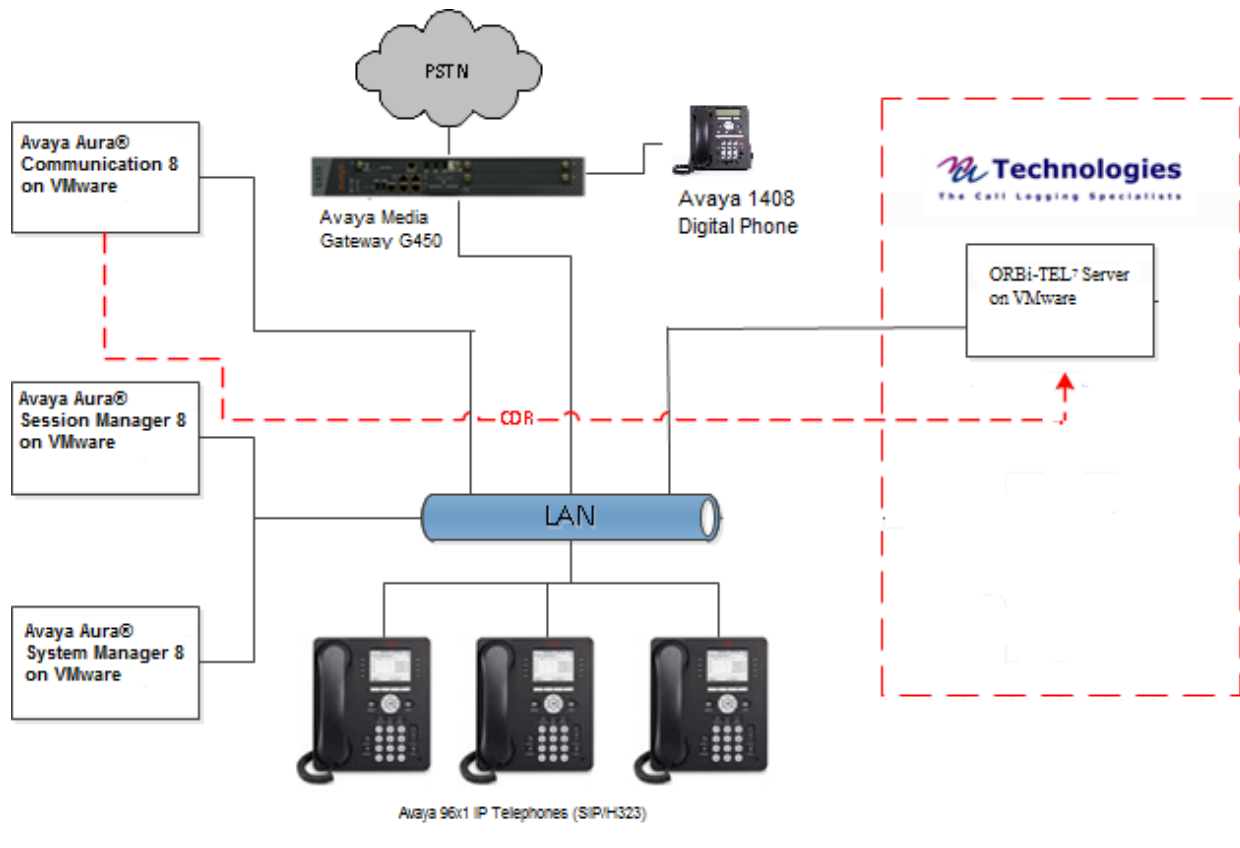 PSTN
Avaya Aura®
Communication 8
on VMware
Avaya Media
Gateway G450
Avaya 1408
Digital Phone
Technologies
The Call Logging Specialists
ORBi-TEL⁷ Server
on VMware
Avaya Aura®
Session Manager 8
on VMware
CDR
LAN
Avaya Aura®
System Manager 8
on VMware
Avaya 96x1 IP Telephones (SIP/H323)